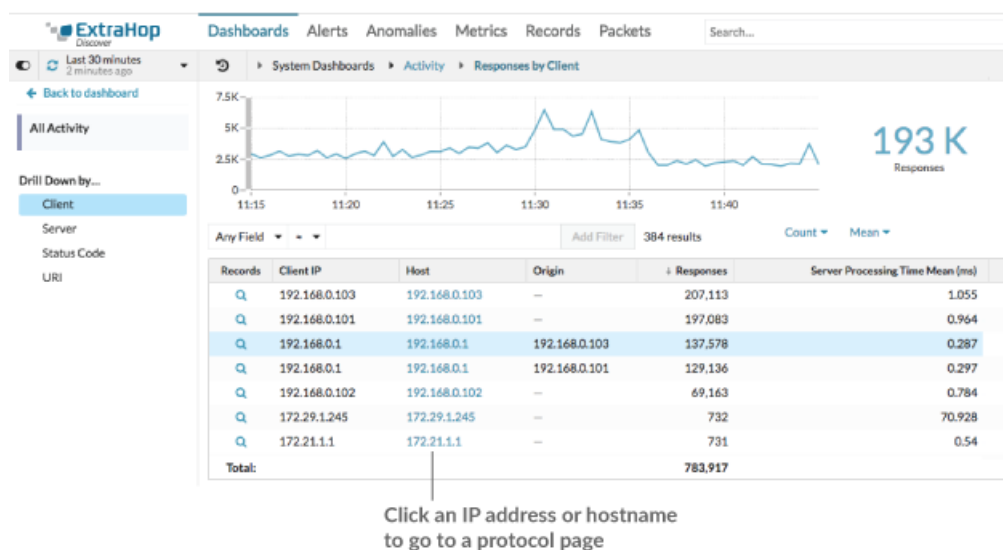 ExtraHop
Discover
Dashboards Alerts Anomalies Metrics Records Packets Search...
Last 30 minutes
2 minutes ago
System Dashboards Activity Responses by Client
Back to dashboard
All Activity
Drill Down by...
Client
Server
Status Code
URI
7.5K
5K
2.5K
0
11:15 11:20 11:25 11:30 11:35 11:40
193 K
Responses
Any Field Add Filter 384 results Count Mean
Records Client IP Host Origin Responses Server Processing Time Mean (ms)
192.168.0.103 192.168.0.103 — 207,113 1.055
192.168.0.101 192.168.0.101 — 197,083 0.964
192.168.0.1 192.168.0.1 192.168.0.103 137,578 0.287
192.168.0.1 192.168.0.1 192.168.0.101 129,136 0.297
192.168.0.102 192.168.0.102 — 69,163 0.784
172.29.1.245 172.29.1.245 — 732 70.928
172.21.1.1 172.21.1.1 — 731 0.54
Total: 783,917
Click an IP address or hostname
to go to a protocol page